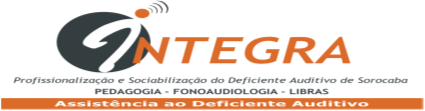 INTEGRA
Profissionalização e Sociabilização do Deficiente Auditivo de Sorocaba
PEDAGOGIA - FONOAUDIOLOGIA - LIBRAS
Assistência ao Deficiente Auditivo